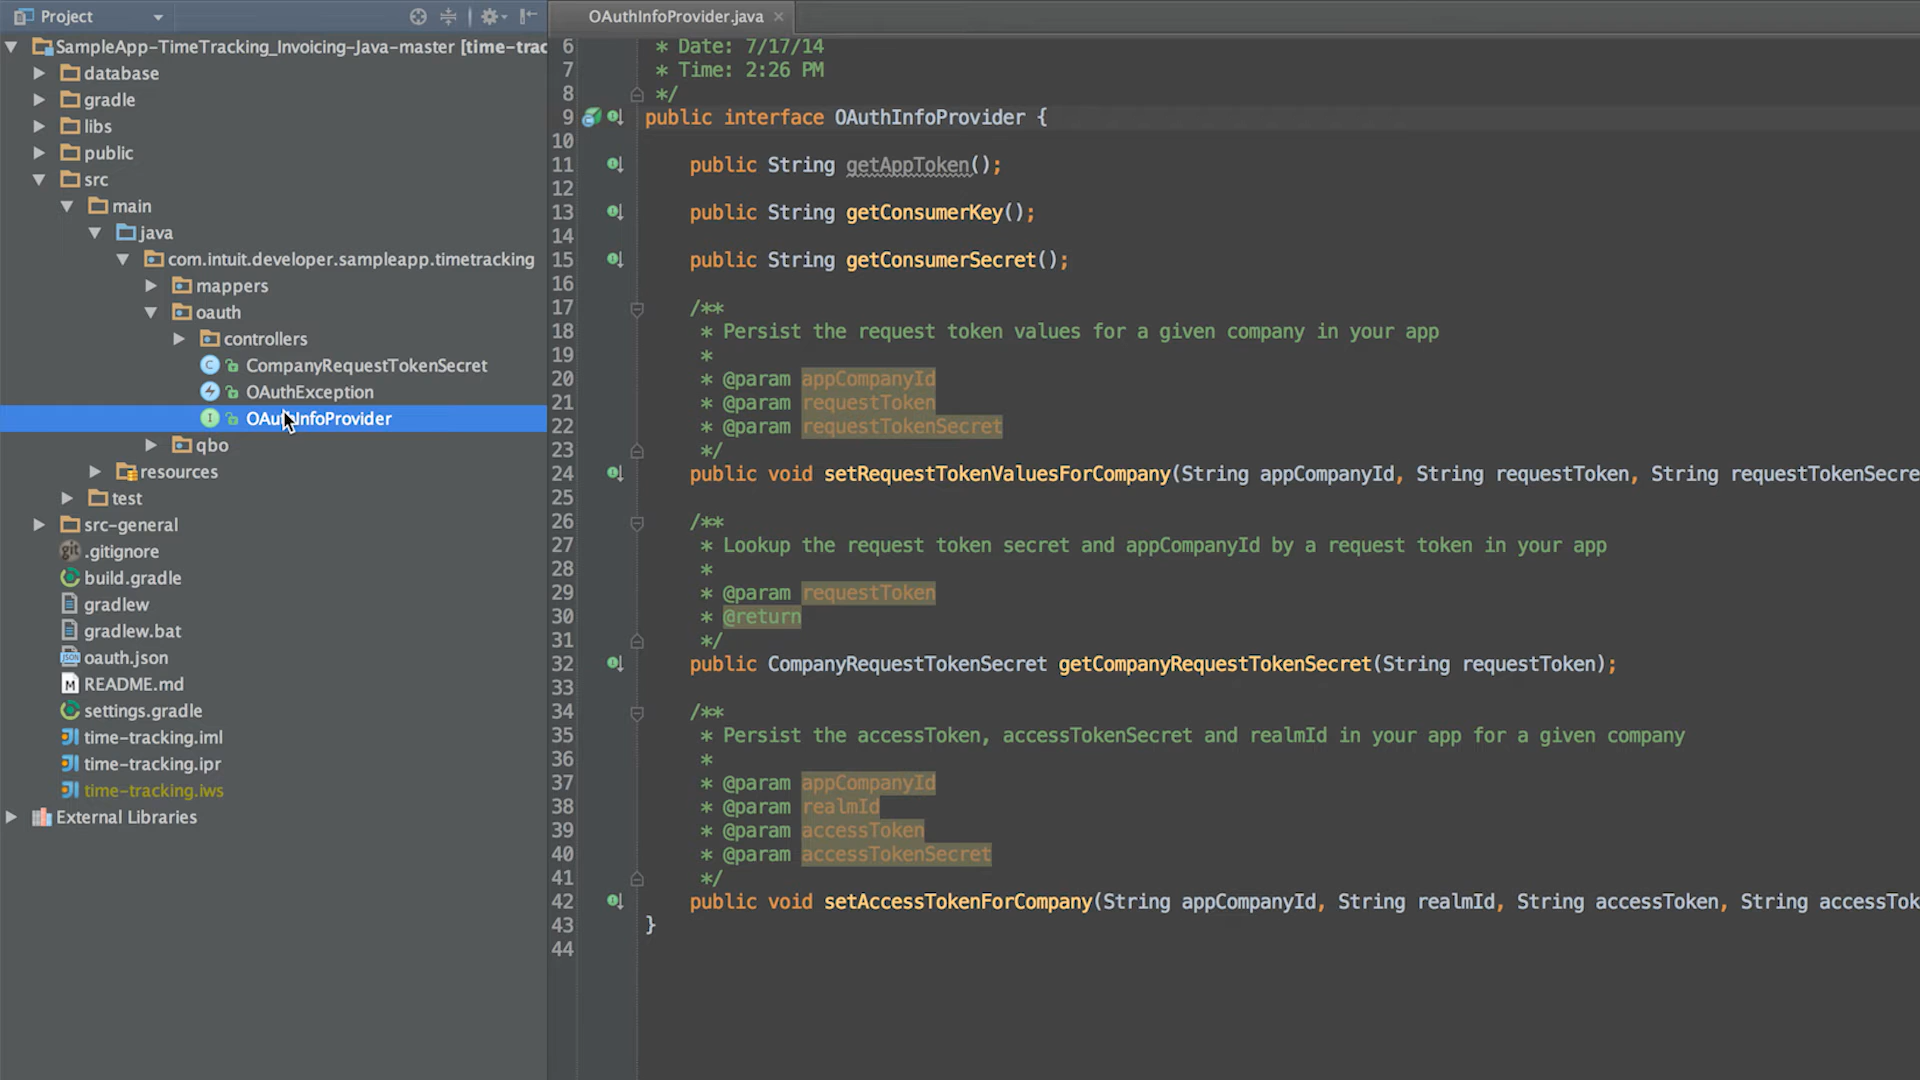 Project
SampleApp-TimeTracking_Invoicing-Java-master [time-trac
database
gradle
libs
public
src
main
java
com.intuit.developer.sampleapp.timetracking
mappers
oauth
controllers
CompanyRequestTokenSecret
OAuthException
OAuthInfoProvider
qbo
resources
test
src-general
.gitignore
build.gradle
gradlew
gradlew.bat
oauth.json
README.md
settings.gradle
time-tracking.iml
time-tracking.ipr
time-tracking.iws
External Libraries
OAuthInfoProvider.java
6 * Date: 7/17/14
7 * Time: 2:26 PM
8 */
9 public interface OAuthInfoProvider {
10
11 public String getAppToken();
12
13 public String getConsumerKey();
14
15 public String getConsumerSecret();
16
17 /**
18 * Persist the request token values for a given company in your app
19 *
20 * @param appCompanyId
21 * @param requestToken
22 * @param requestTokenSecret
23 */
24 public void setRequestTokenValuesForCompany(String appCompanyId, String requestToken, String requestTokenSecre
25
26 /**
27 * Lookup the request token secret and appCompanyId by a request token in your app
28 *
29 * @param requestToken
30 * @return
31 */
32 public CompanyRequestTokenSecret getCompanyRequestTokenSecret(String requestToken);
33
34 /**
35 * Persist the accessToken, accessTokenSecret and realmId in your app for a given company
36 *
37 * @param appCompanyId
38 * @param realmId
39 * @param accessToken
40 * @param accessTokenSecret
41 */
42 public void setAccessTokenForCompany(String appCompanyId, String realmId, String accessToken, String accessTok
43 }
44